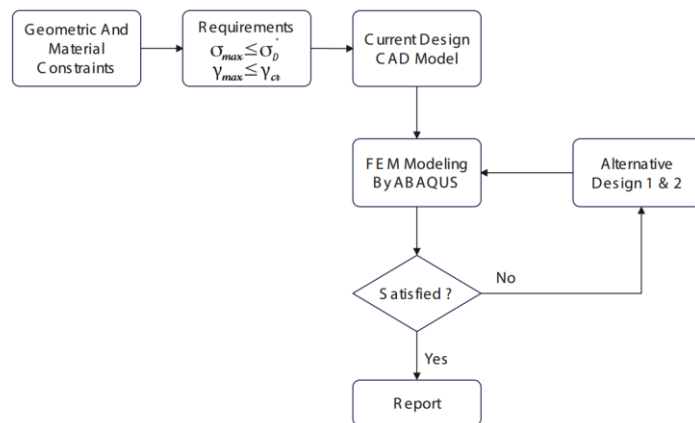 Geometric And
Material
Constraints
Requirements
σmax≤σD*
γmax≤γcr
Current Design
CAD Model
FEM Modeling
By ABAQUS
Alternative
Design 1 & 2
Satisfied ?
No
Yes
Report